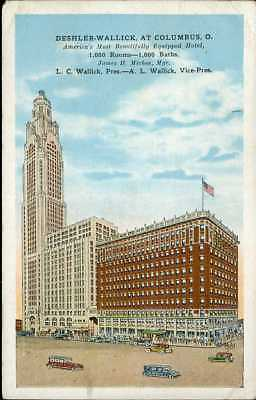 DESHLER-WALLICK, AT COLUMBUS, O.
America's Most Beautifully Equipped Hotel,
1,000 Rooms—1,000 Baths.
James H. Michos, Mgr.
L. C. Wallick, Pres.—A. L. Wallick, Vice-Pres.